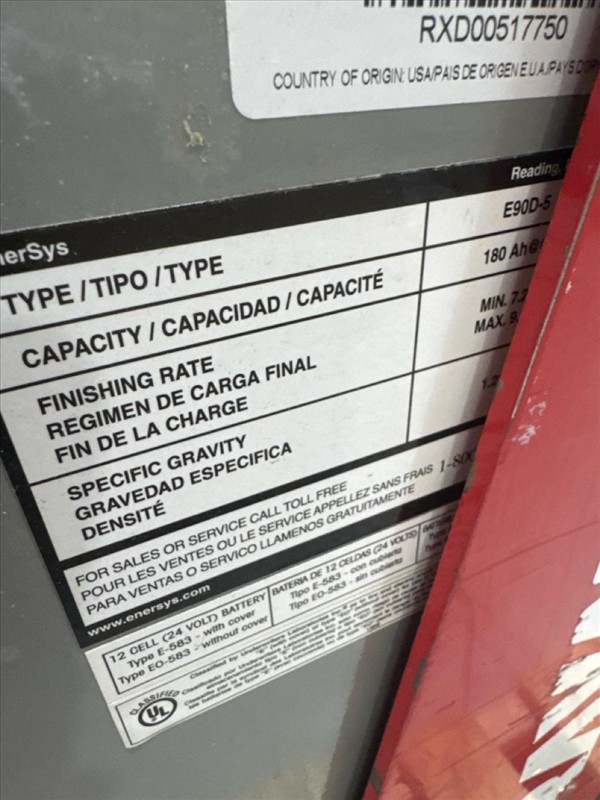 RXD00517750
COUNTRY OF ORIGIN: USA/PAIS DE ORIGEN E.U.A./PAYS
Reading,
nerSys
TYPE / TIPO / TYPE
E90D-5
CAPACITY / CAPACIDAD / CAPACITÉ
180 Ah@
FINISHING RATE
REGIMEN DE CARGA FINAL
FIN DE LA CHARGE
MIN. 7.2
MAX. 9
SPECIFIC GRAVITY
GRAVEDAD ESPECIFICA
DENSITÉ
1.2
FOR SALES OR SERVICE CALL TOLL FREE
POUR LES VENTES OU LE SERVICE APPELLEZ SANS FRAIS
PARA VENTAS O SERVICO LLAMENOS GRATUITAMENTE
1-800
www.enersys.com
12 CELL (24 VOLT) BATTERY
Type E-583 - with cover
Type EO-583 - without cover
BATERIA DE 12 CELDAS (24 VOLTS)
Tipo E-583 - con cubierta
Tipo EO-583 - sin cubierta
CLASSIFIED
UL